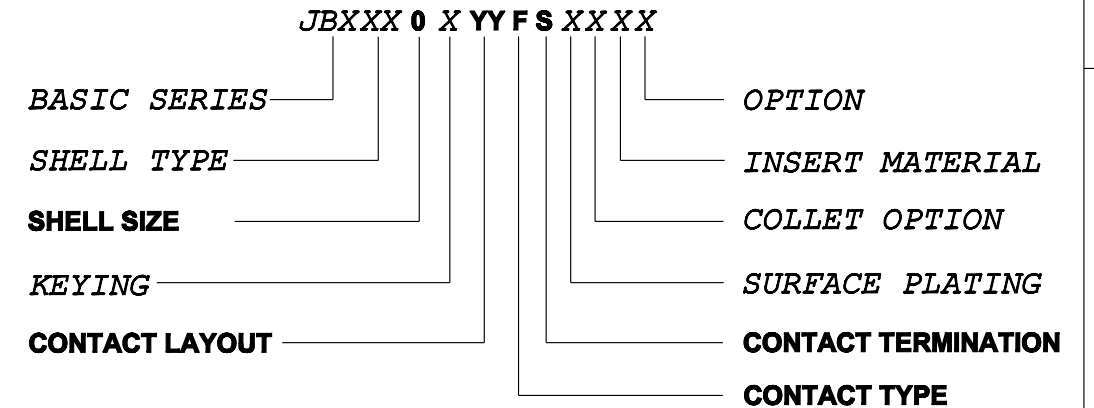 JBXXX 0 X YY F S XXXX
BASIC SERIES
OPTION
SHELL TYPE
INSERT MATERIAL
SHELL SIZE
COLLET OPTION
KEYING
SURFACE PLATING
CONTACT LAYOUT
CONTACT TERMINATION
CONTACT TYPE